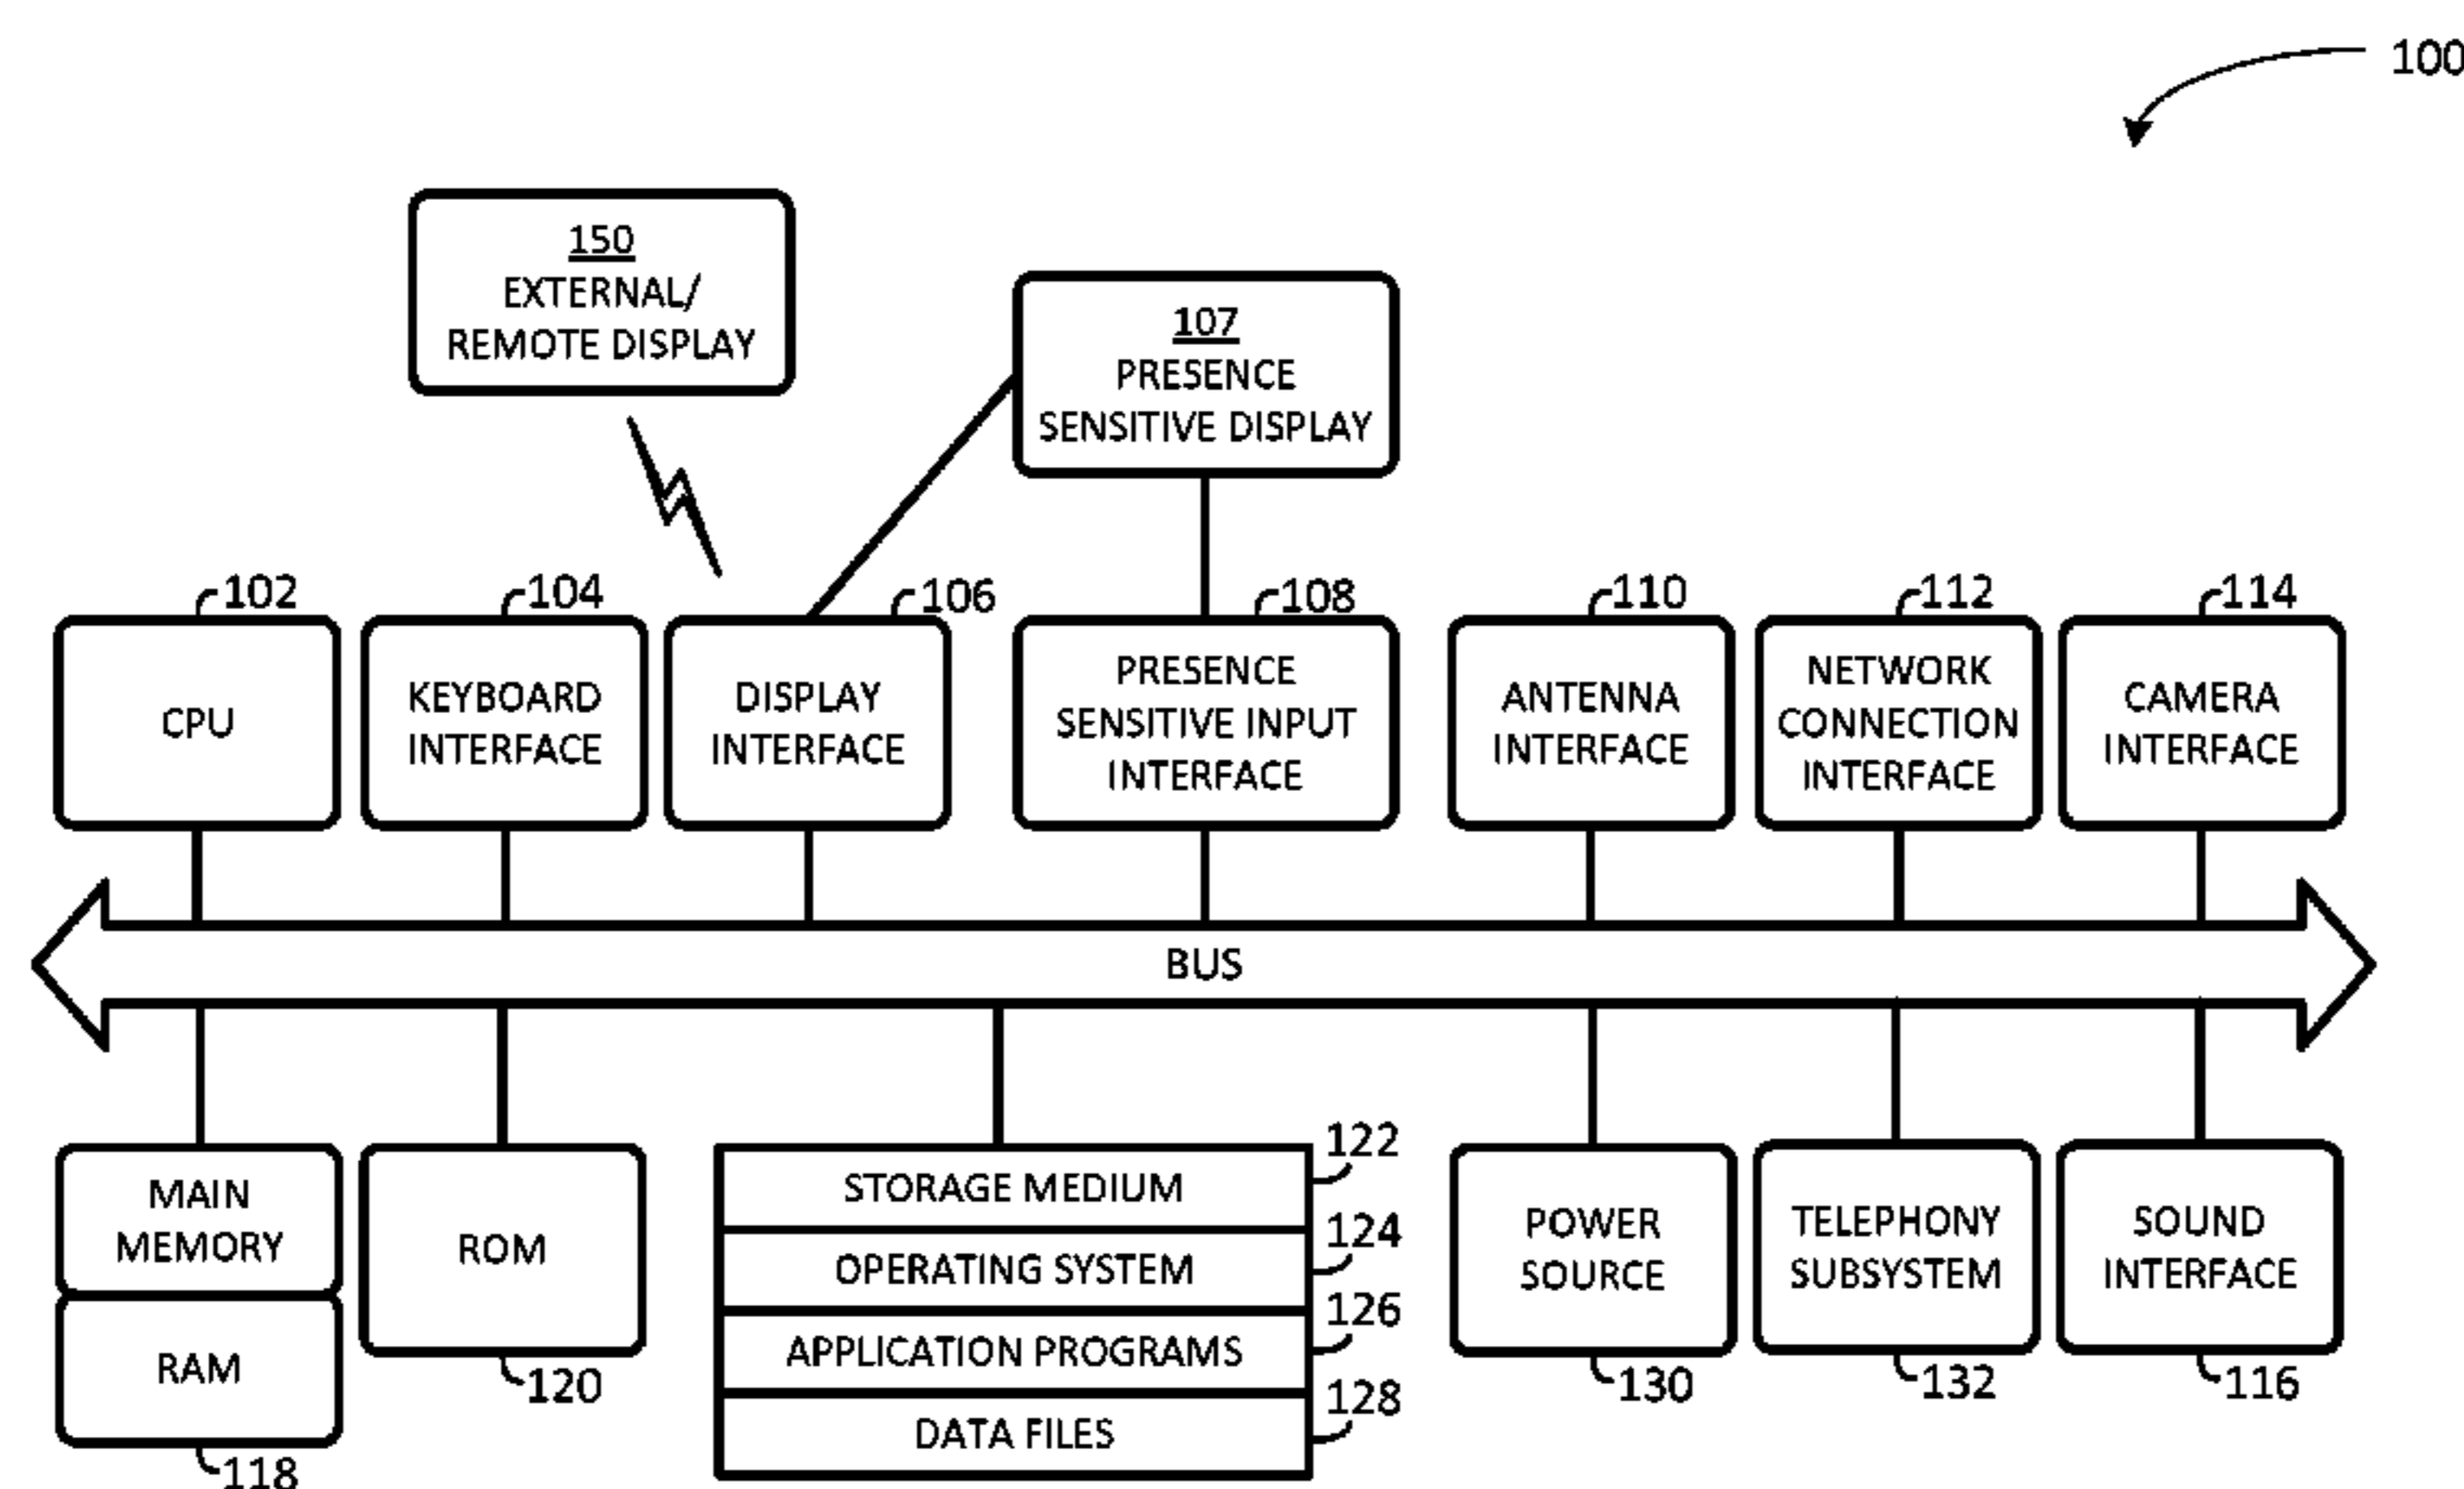 100
150
EXTERNAL/
REMOTE DISPLAY
107
PRESENCE
SENSITIVE DISPLAY
102
CPU
104
KEYBOARD
INTERFACE
106
DISPLAY
INTERFACE
108
PRESENCE
SENSITIVE INPUT
INTERFACE
110
ANTENNA
INTERFACE
112
NETWORK
CONNECTION
INTERFACE
114
CAMERA
INTERFACE
BUS
MAIN
MEMORY
RAM
118
ROM
120
STORAGE MEDIUM
122
OPERATING SYSTEM
124
APPLICATION PROGRAMS
126
DATA FILES
128
POWER
SOURCE
130
TELEPHONY
SUBSYSTEM
132
SOUND
INTERFACE
116